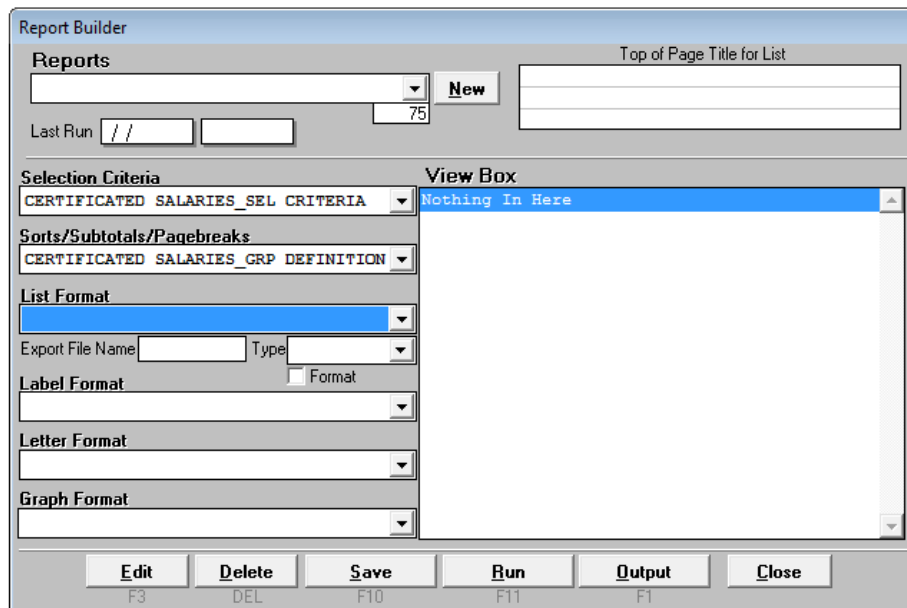 Report Builder
Reports
Top of Page Title for List
New
75
Last Run / /
Selection Criteria
View Box
CERTIFICATED SALARIES_SEL CRITERIA
Nothing In Here
Sorts/Subtotals/Pagebreaks
CERTIFICATED SALARIES_GRP DEFINITION
List Format
Export File Name Type
Format
Label Format
Letter Format
Graph Format
Edit Delete Save Run Output Close
F3 DEL F10 F11 F1